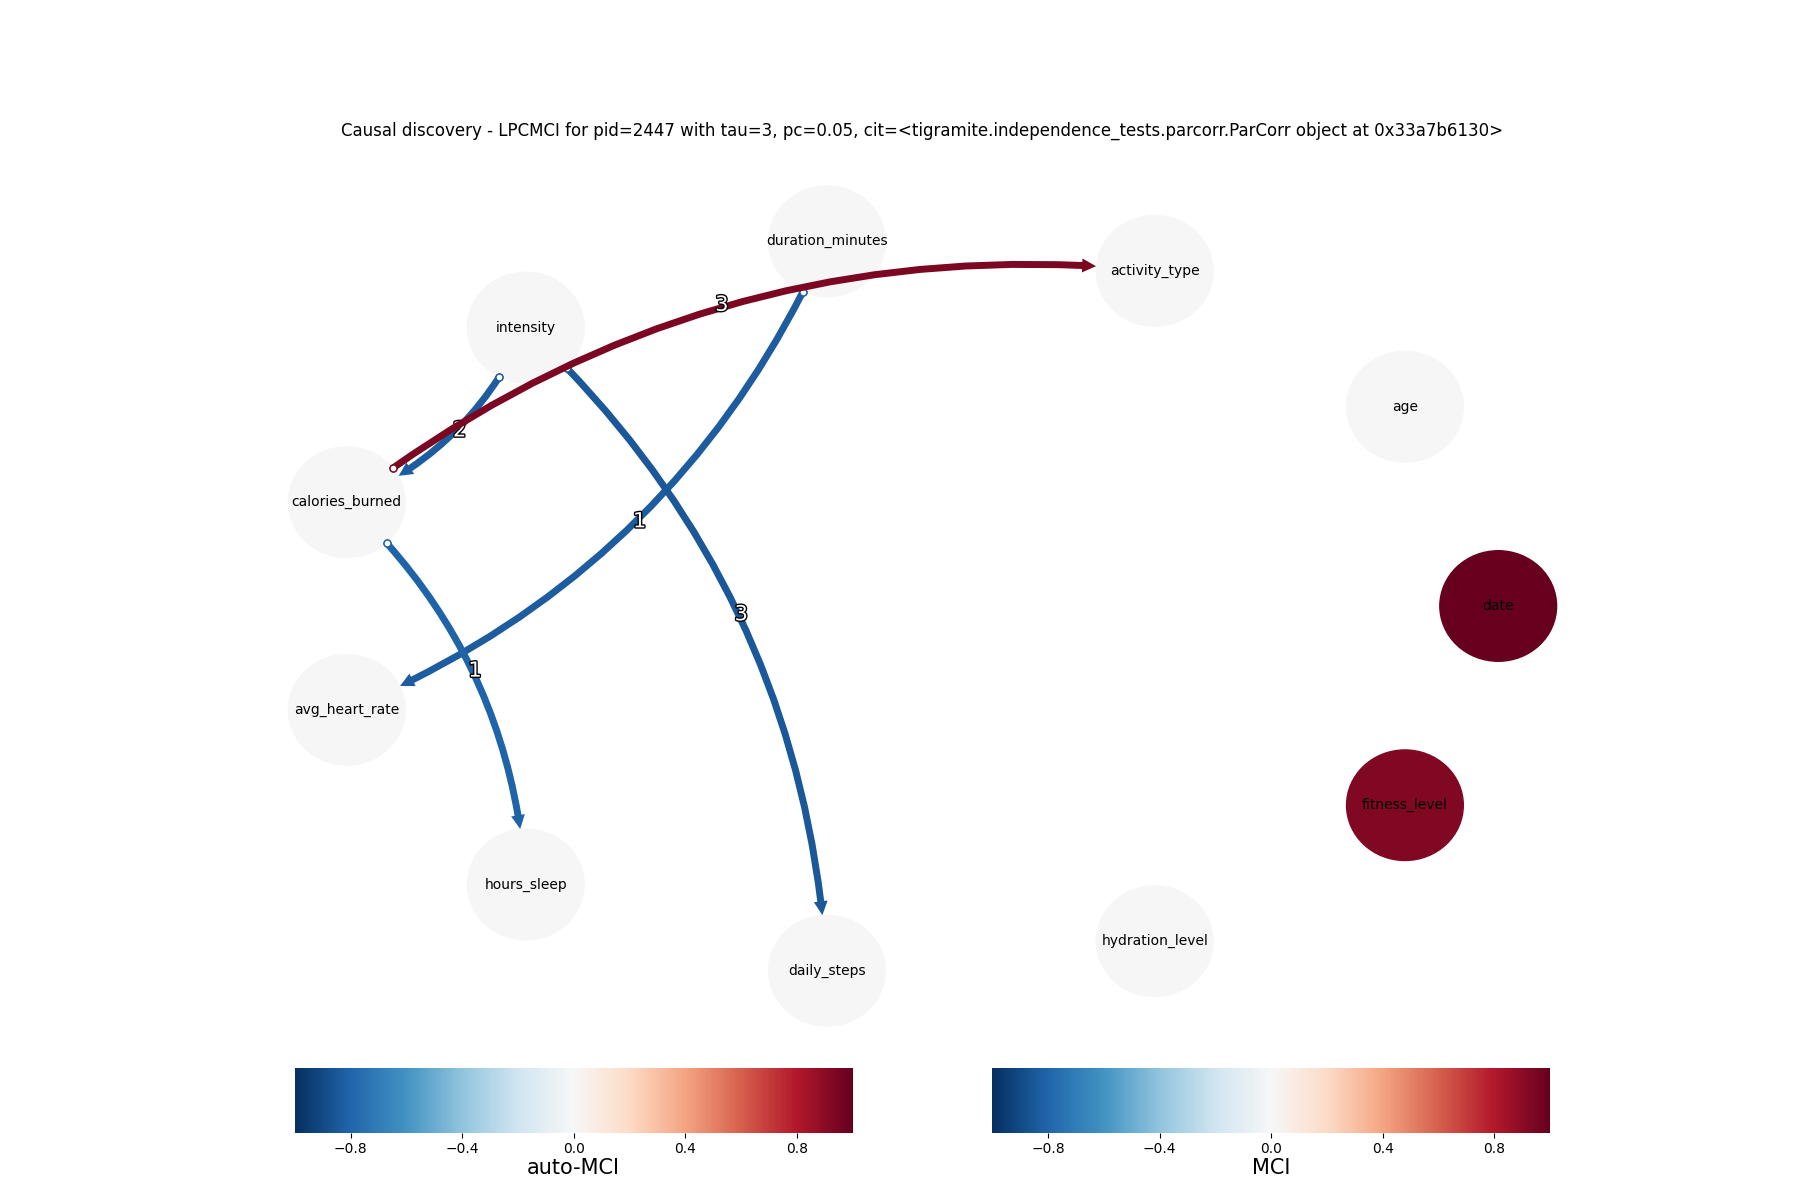 Causal discovery - LPCMCI for pid=2447 with tau=3, pc=0.05, cit=<tigramite.independence_tests.parcorr.ParCorr object at 0x33a7b6130>
duration_minutes
activity_type
3
intensity
age
2
calories_burned
1
date
3
1
avg_heart_rate
fitness_level
hours_sleep
hydration_level
daily_steps
−0.8 −0.4 0.0 0.4 0.8
auto-MCI
−0.8 −0.4 0.0 0.4 0.8
MCI